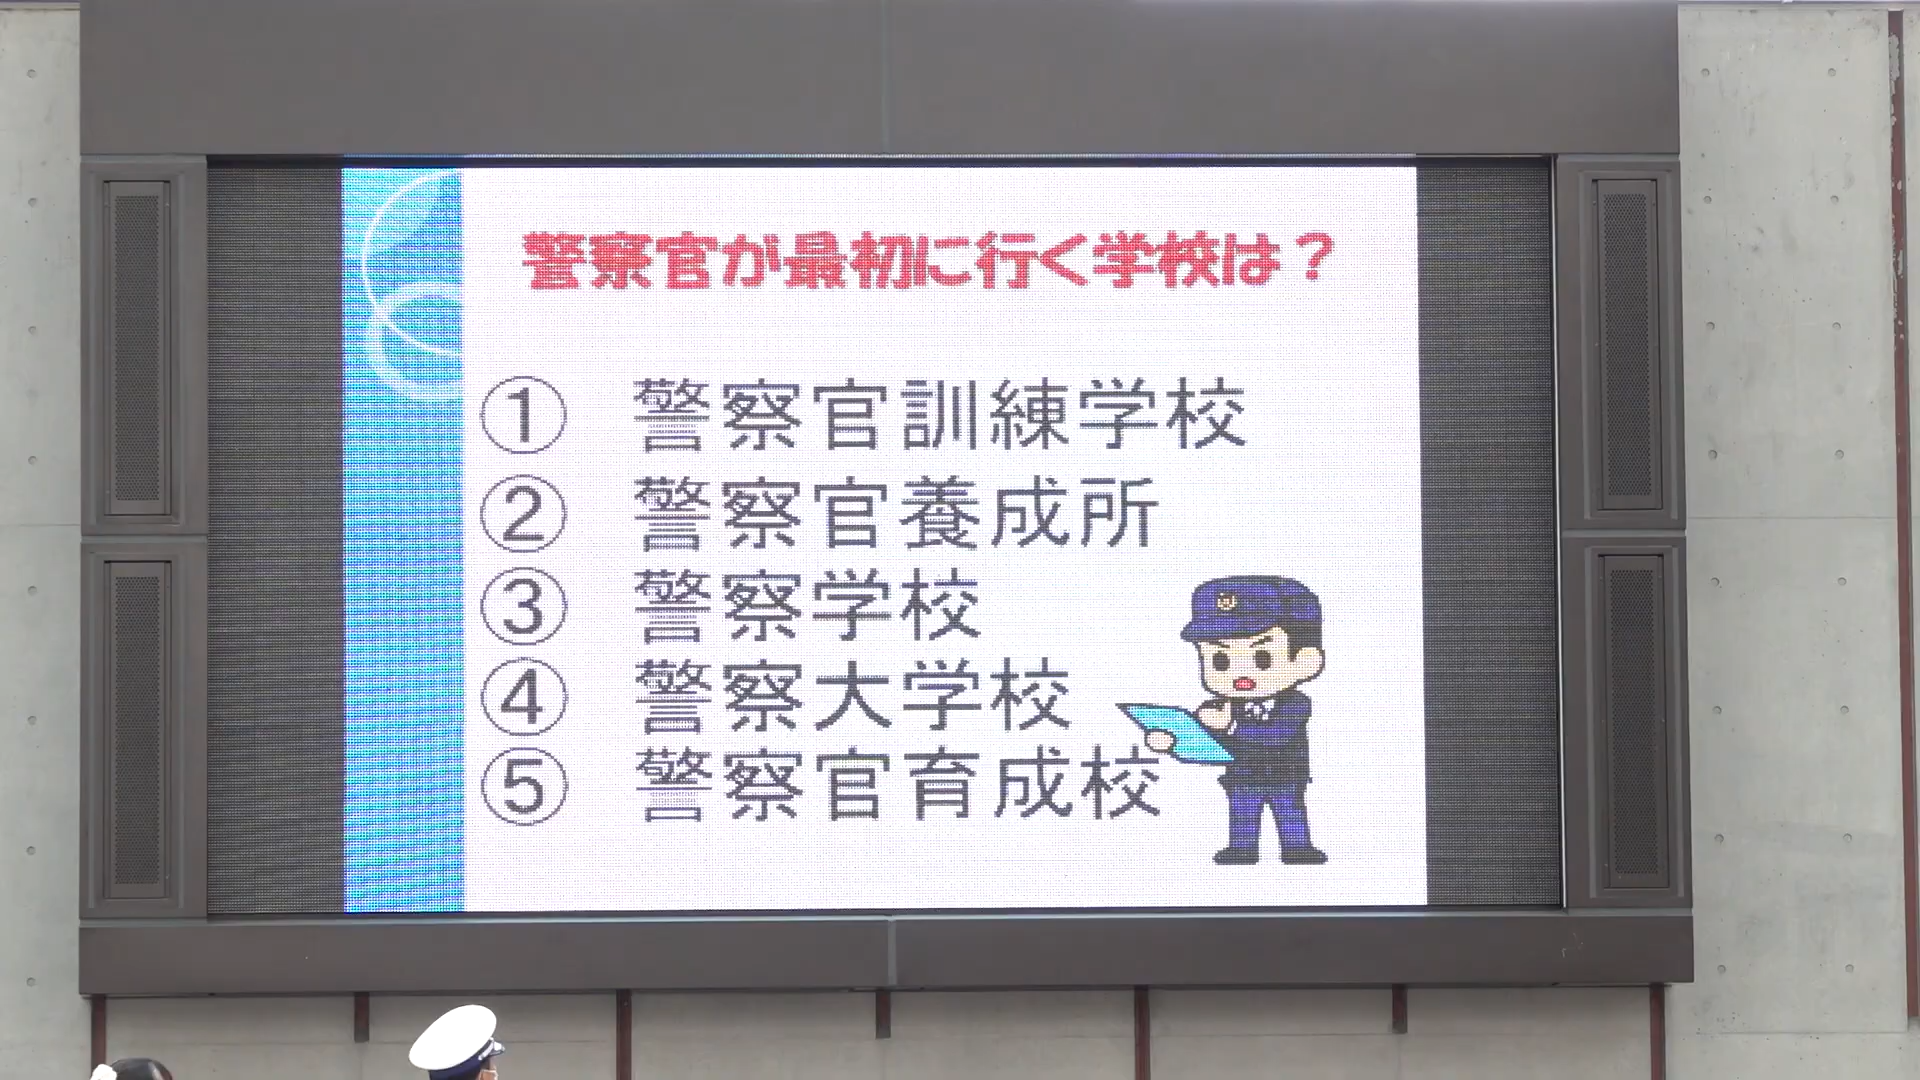 警察官が最初に行く学校は？
① 警察官訓練学校
② 警察官養成所
③ 警察学校
④ 警察大学校
⑤ 警察官育成校